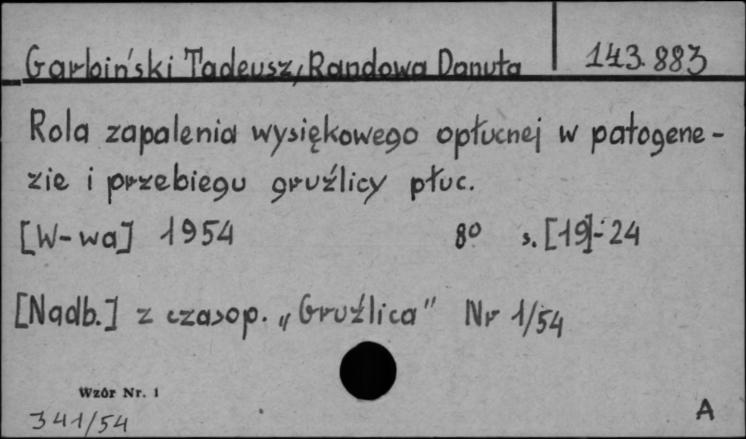 Garbiński Tadeusz, Randowa Danuta 143.883
Rola zapalenia wysiękowego opłucnej w patogene-
zie i przebiegu gruźlicy płuc.
[W-wa] 1954 8⁰ s. [19]-24
[Nadb.] z czasop. „Gruźlica" Nr 1/54
Wzór Nr. 1
341/54 A